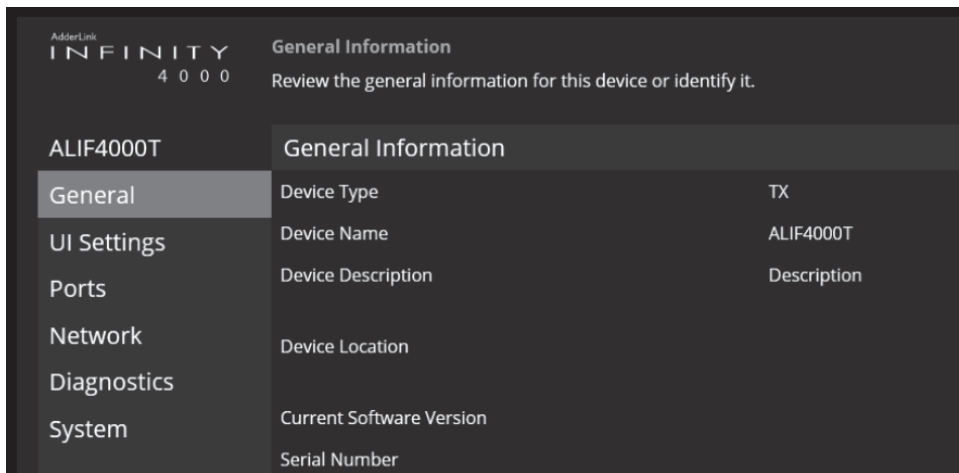 AdderLink
INFINITY
4000
General Information
Review the general information for this device or identify it.
ALIF4000T
General
UI Settings
Ports
Network
Diagnostics
System
General Information
Device Type TX
Device Name ALIF4000T
Device Description Description
Device Location
Current Software Version
Serial Number